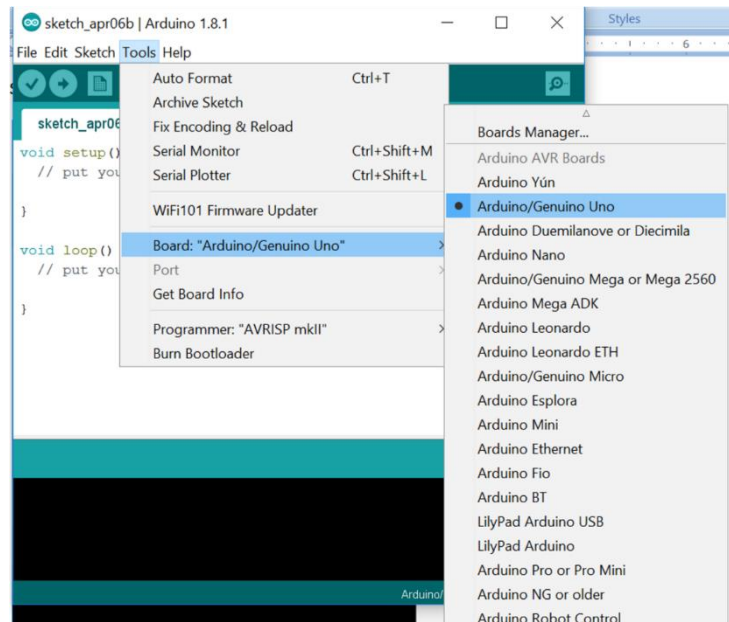 sketch_apr06b | Arduino 1.8.1
Styles
File Edit Sketch Tools Help
6
sketch_apr06
void setup()
// put you
}
void loop()
// put you
}
Auto Format Ctrl+T
Archive Sketch
Fix Encoding & Reload
Serial Monitor Ctrl+Shift+M
Serial Plotter Ctrl+Shift+L
WiFi101 Firmware Updater
Board: "Arduino/Genuino Uno"
Port
Get Board Info
Programmer: "AVRISP mkII"
Burn Bootloader
Boards Manager...
Arduino AVR Boards
Arduino Yún
Arduino/Genuino Uno
Arduino Duemilanove or Diecimila
Arduino Nano
Arduino/Genuino Mega or Mega 2560
Arduino Mega ADK
Arduino Leonardo
Arduino Leonardo ETH
Arduino/Genuino Micro
Arduino Esplora
Arduino Mini
Arduino Ethernet
Arduino Fio
Arduino BT
LilyPad Arduino USB
LilyPad Arduino
Arduino Pro or Pro Mini
Arduino NG or older
Arduino Robot Control
Arduino/